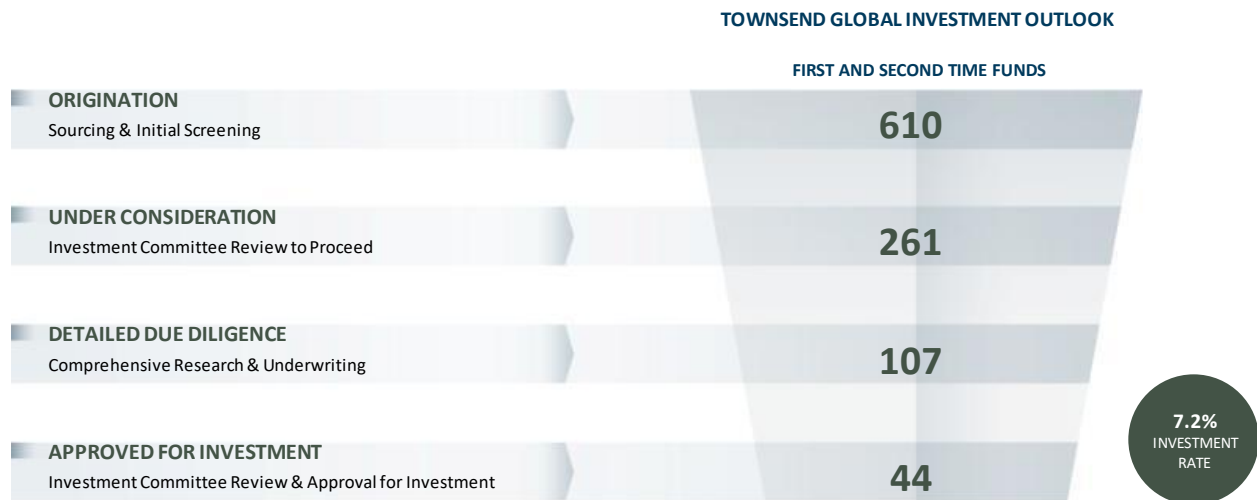 TOWNSEND GLOBAL INVESTMENT OUTLOOK
FIRST AND SECOND TIME FUNDS
ORIGINATION
Sourcing & Initial Screening
610
UNDER CONSIDERATION
Investment Committee Review to Proceed
261
DETAILED DUE DILIGENCE
Comprehensive Research & Underwriting
107
APPROVED FOR INVESTMENT
Investment Committee Review & Approval for Investment
44
7.2%
INVESTMENT
RATE